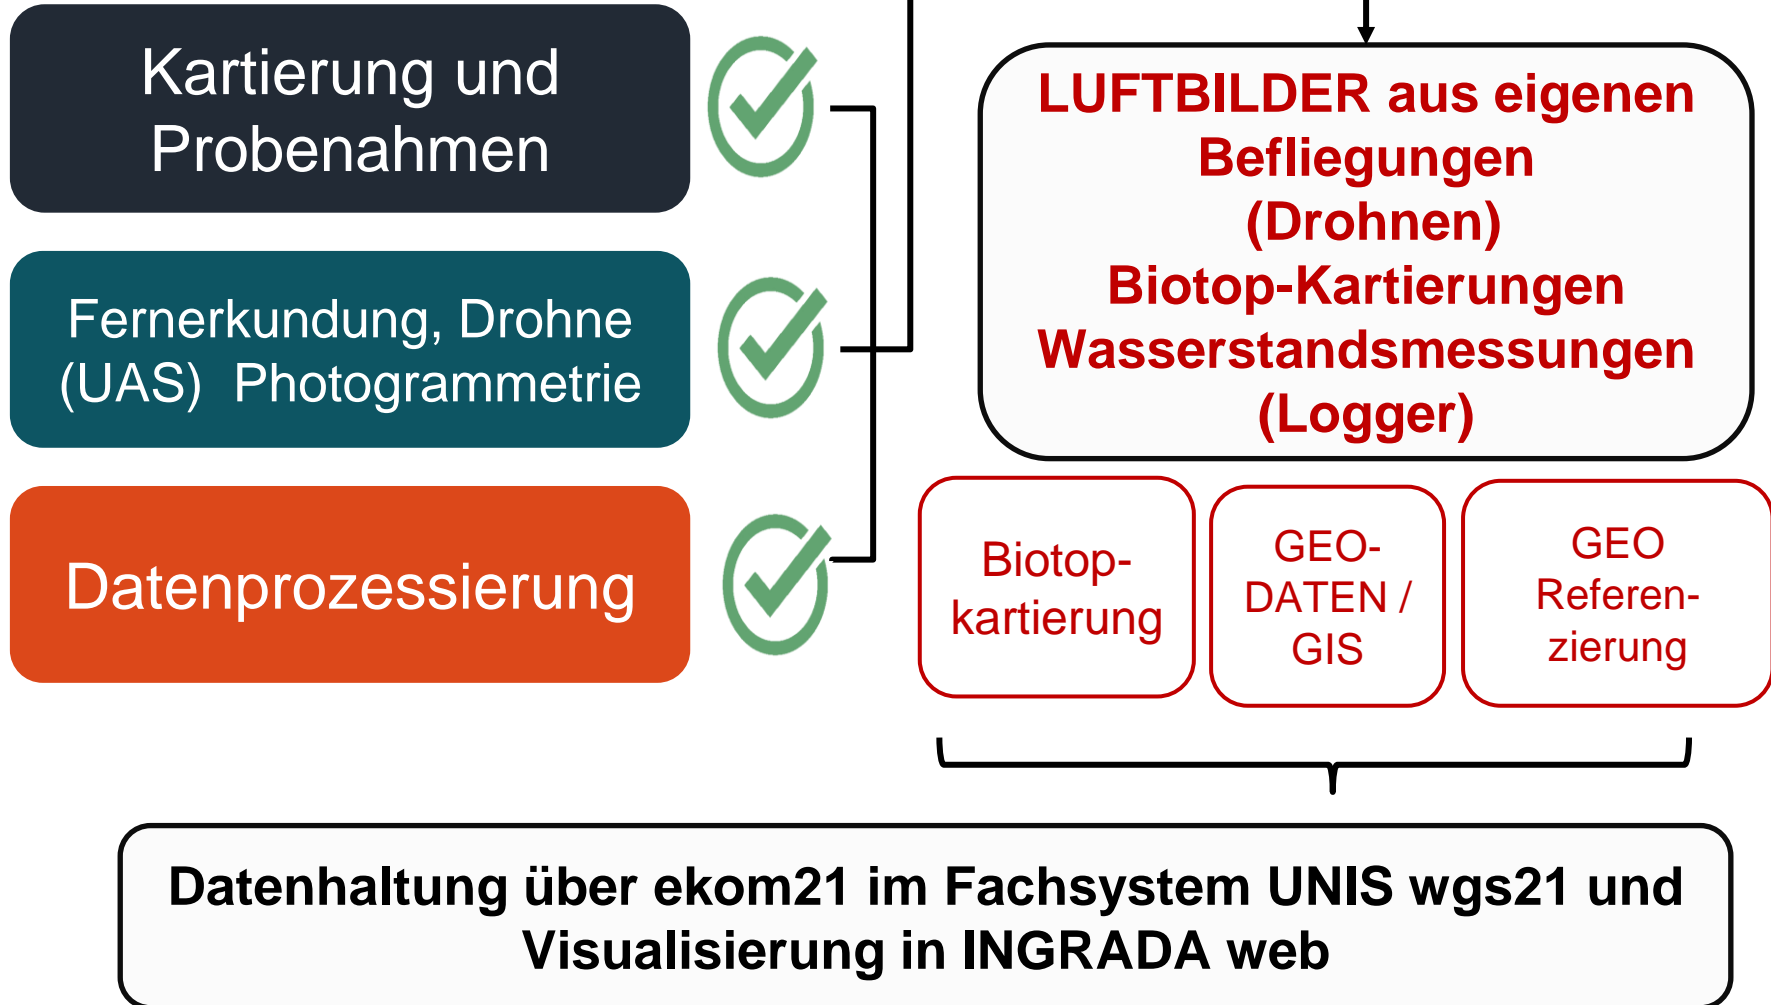 Kartierung und
Probenahmen
Fernerkundung, Drohne
(UAS)  Photogrammetrie
Datenprozessierung
LUFTBILDER aus eigenen
Befliegungen
(Drohnen)
Biotop-Kartierungen
Wasserstandsmessungen
(Logger)
Biotop-
kartierung
GEO-
DATEN /
GIS
GEO
Referen-
zierung
Datenhaltung über ekom21 im Fachsystem UNIS wgs21 und
Visualisierung in INGRADA web